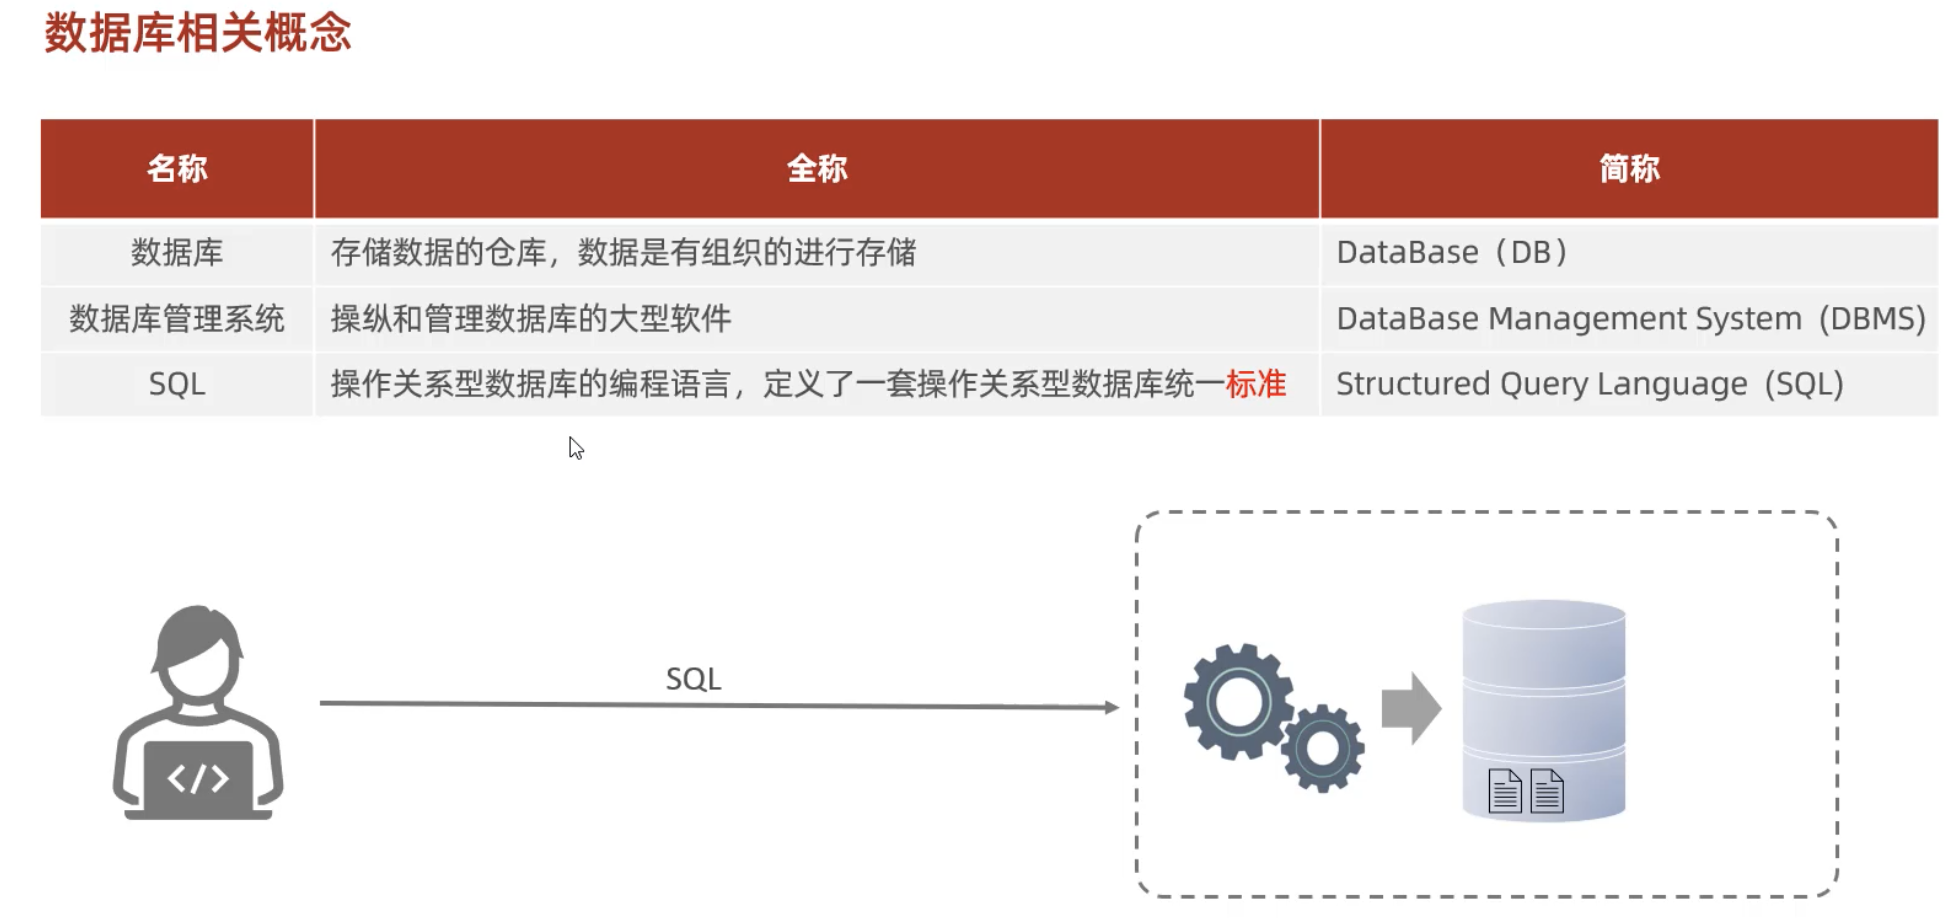 数据库相关概念
名称 全称 简称
数据库 存储数据的仓库，数据是有组织的进行存储 DataBase（DB）
数据库管理系统 操纵和管理数据库的大型软件 DataBase Management System (DBMS)
SQL 操作关系型数据库的编程语言，定义了一套操作关系型数据库统一标准 Structured Query Language (SQL)
SQL
</>